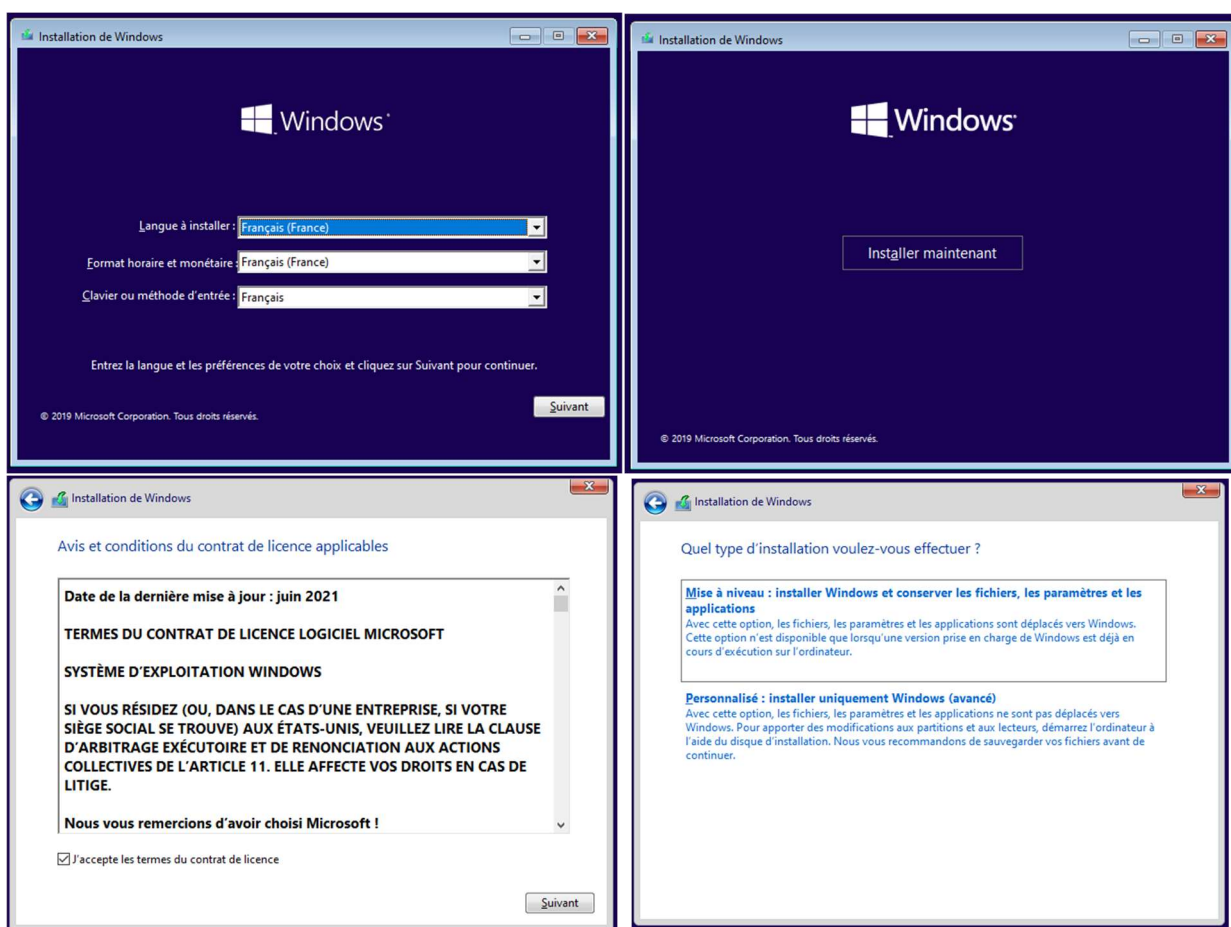 Installation de Windows
Windows
Langue à installer :
Français (France)
Format horaire et monétaire :
Français (France)
Clavier ou méthode d'entrée :
Français
Entrez la langue et les préférences de votre choix et cliquez sur Suivant pour continuer.
© 2019 Microsoft Corporation. Tous droits réservés.
Suivant
Installation de Windows
Windows
Installer maintenant
© 2019 Microsoft Corporation. Tous droits réservés.
Installation de Windows
Avis et conditions du contrat de licence applicables
Date de la dernière mise à jour : juin 2021
TERMES DU CONTRAT DE LICENCE LOGICIEL MICROSOFT
SYSTÈME D'EXPLOITATION WINDOWS
SI VOUS RÉSIDEZ (OU, DANS LE CAS D'UNE ENTREPRISE, SI VOTRE
SIÈGE SOCIAL SE TROUVE) AUX ÉTATS-UNIS, VEUILLEZ LIRE LA CLAUSE
D'ARBITRAGE EXÉCUTOIRE ET DE RENONCIATION AUX ACTIONS
COLLECTIVES DE L'ARTICLE 11. ELLE AFFECTE VOS DROITS EN CAS DE
LITIGE.
Nous vous remercions d'avoir choisi Microsoft !
J'accepte les termes du contrat de licence
Suivant
Installation de Windows
Quel type d'installation voulez-vous effectuer ?
Mise à niveau : installer Windows et conserver les fichiers, les paramètres et les
applications
Avec cette option, les fichiers, les paramètres et les applications sont déplacés vers Windows.
Cette option n'est disponible que lorsqu'une version prise en charge de Windows est déjà en
cours d'exécution sur l'ordinateur.
Personnalisé : installer uniquement Windows (avancé)
Avec cette option, les fichiers, les paramètres et les applications ne sont pas déplacés vers
Windows. Pour apporter des modifications aux partitions et aux lecteurs, démarrez l'ordinateur à
l'aide du disque d'installation. Nous vous recommandons de sauvegarder vos fichiers avant de
continuer.